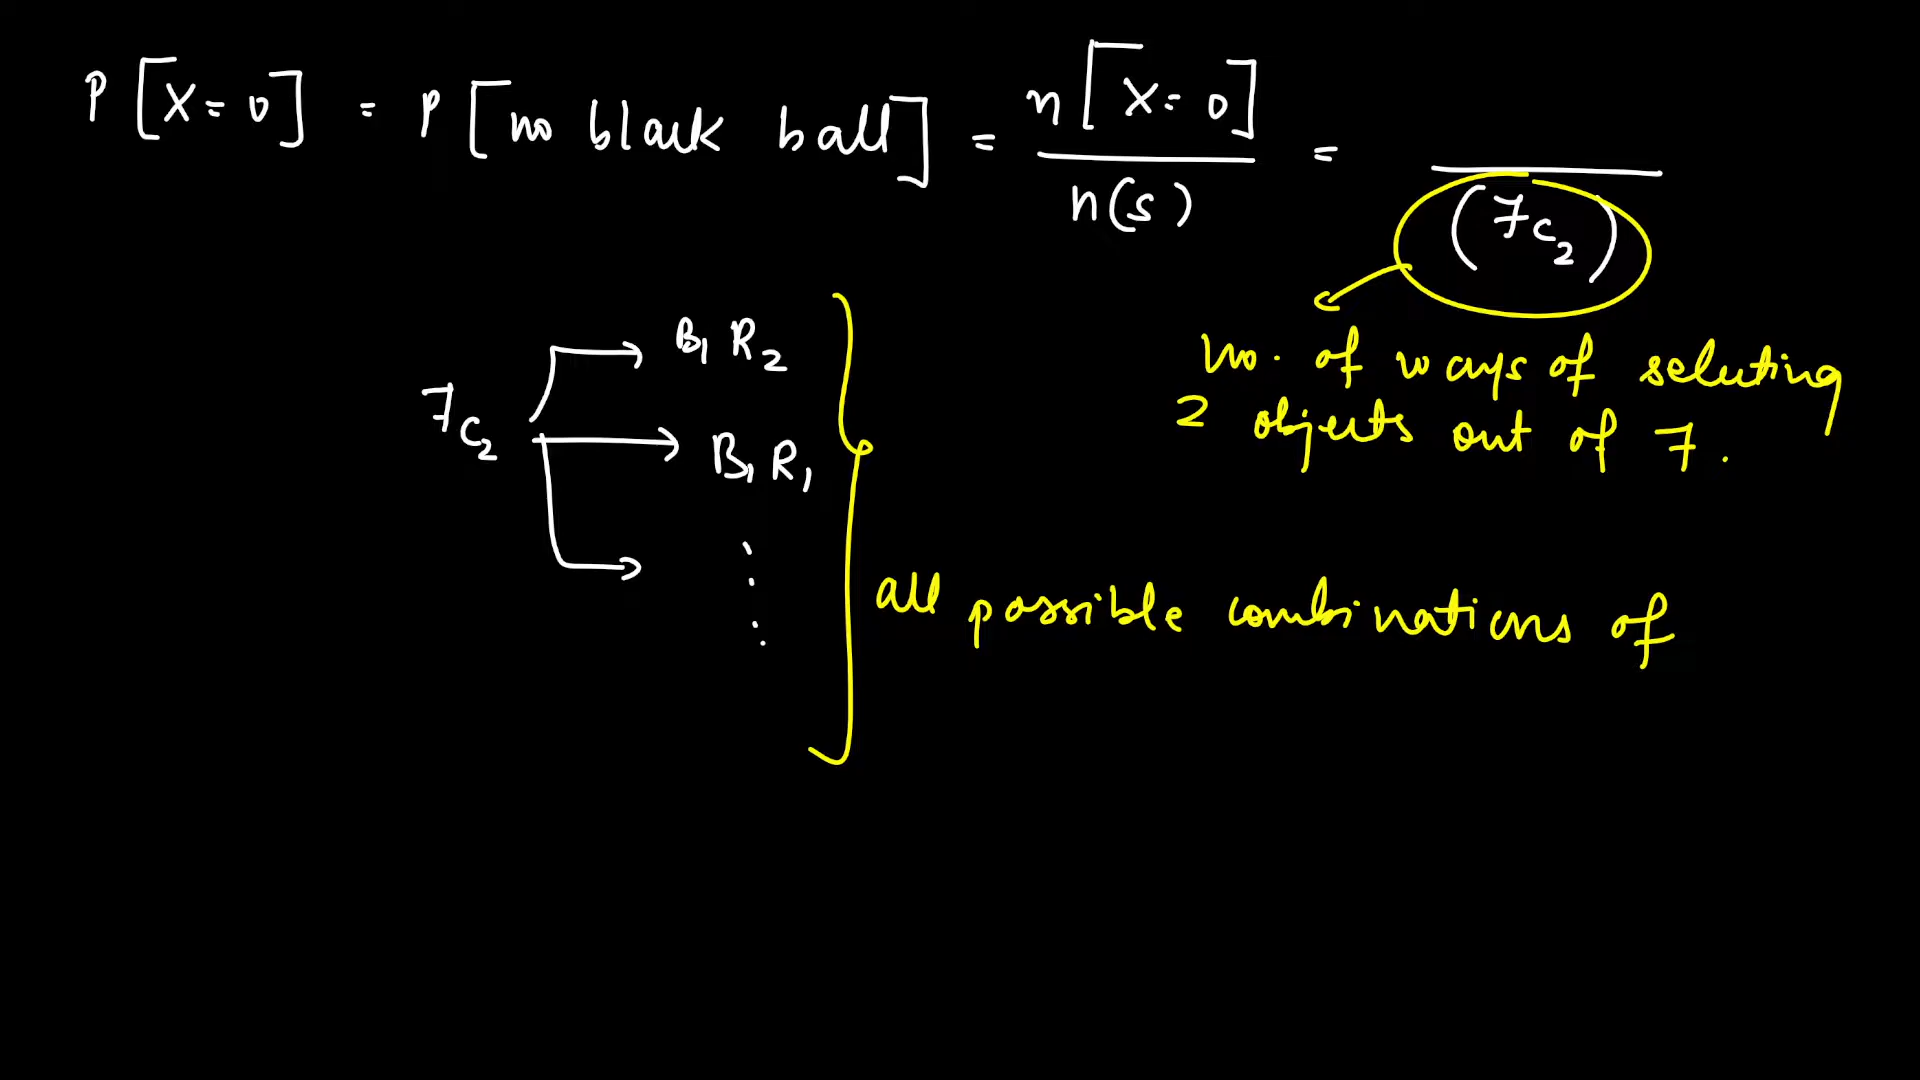 P [X = 0] = P [no black ball] = n[X = 0] / n(s) = / (7C₂)
7C₂ → B₁ R₂
→ B₁ R₁
→ ⋮
no. of ways of selecting
2 objects out of 7.
all possible combinations of